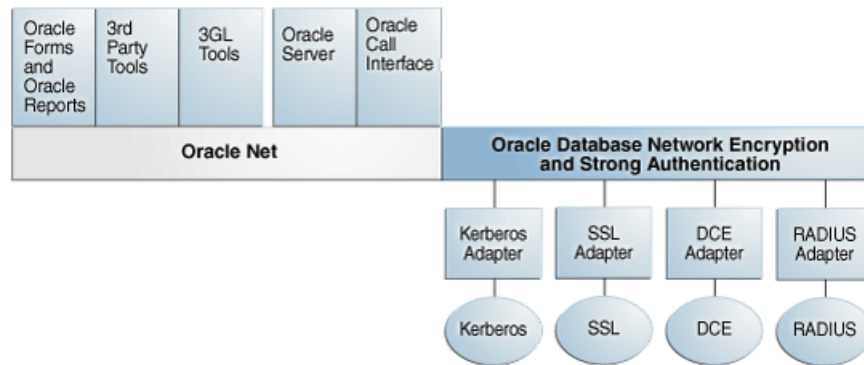 Oracle
Forms
and
Oracle
Reports
3rd
Party
Tools
3GL
Tools
Oracle
Server
Oracle
Call
Interface
Oracle Net
Oracle Database Network Encryption
and Strong Authentication
Kerberos
Adapter
SSL
Adapter
DCE
Adapter
RADIUS
Adapter
Kerberos
SSL
DCE
RADIUS